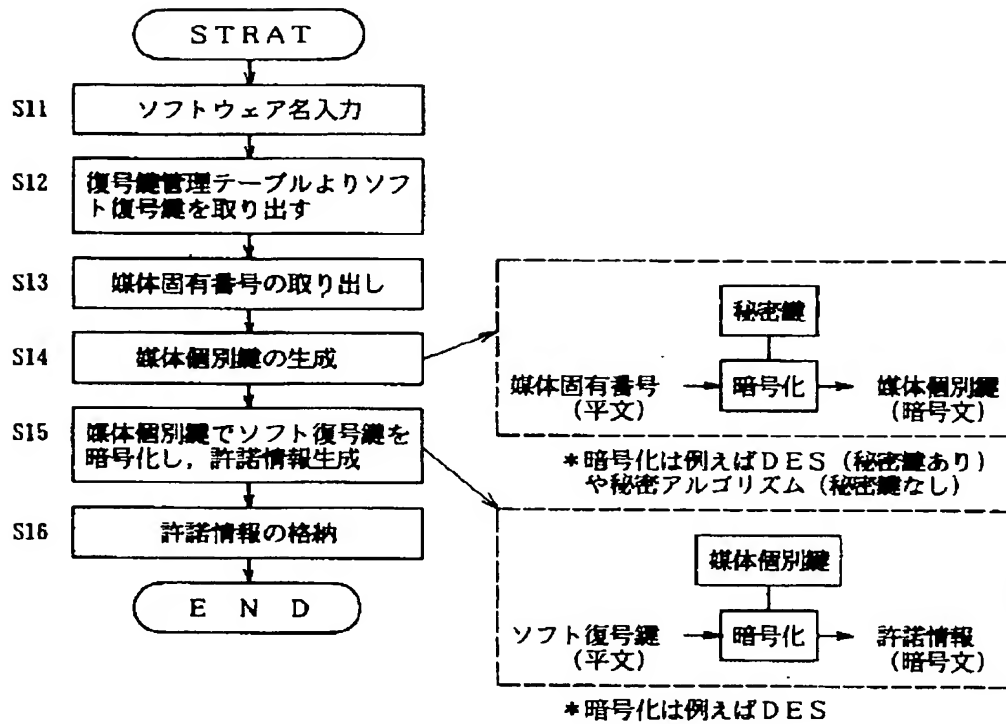 STRAT
S11
ソフトウェア名入力
S12
復号鍵管理テーブルよりソフ
ト復号鍵を取り出す
S13
媒体固有番号の取り出し
S14
媒体個別鍵の生成
S15
媒体個別鍵でソフト復号鍵を
暗号化し,許諾情報生成
S16
許諾情報の格納
END
秘密鍵
媒体固有番号
(平文)
暗号化
媒体個別鍵
(暗号文)
*暗号化は例えばDES(秘密鍵あり)
や秘密アルゴリズム(秘密鍵なし)
媒体個別鍵
ソフト復号鍵
(平文)
暗号化
許諾情報
(暗号文)
*暗号化は例えばDES